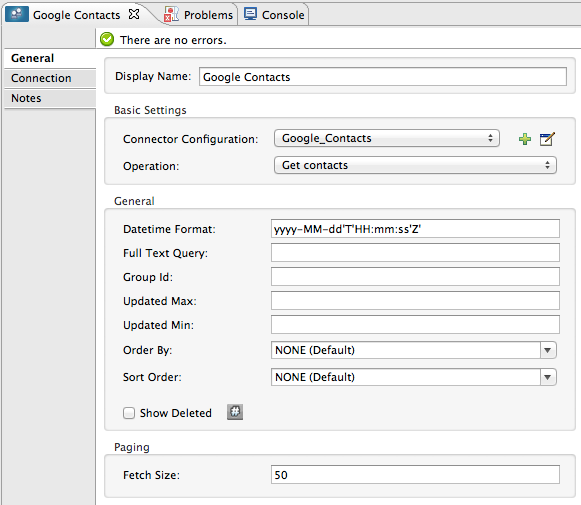 Google Contacts Problems Console
There are no errors.
General
Connection
Notes
Display Name: Google Contacts
Basic Settings
Connector Configuration: Google_Contacts
Operation: Get contacts
General
Datetime Format: yyyy-MM-dd'T'HH:mm:ss'Z'
Full Text Query:
Group Id:
Updated Max:
Updated Min:
Order By: NONE (Default)
Sort Order: NONE (Default)
Show Deleted #
Paging
Fetch Size: 50